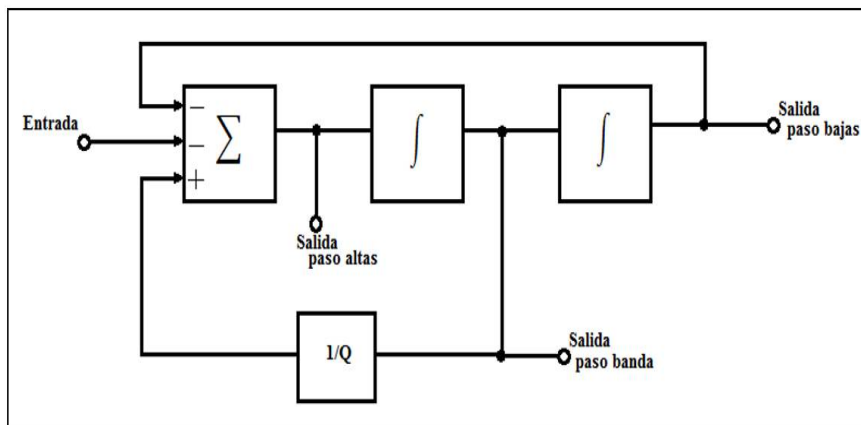 Entrada
−
−
+
∑
∫
∫
Salida
paso bajas
Salida
paso altas
1/Q
Salida
paso banda